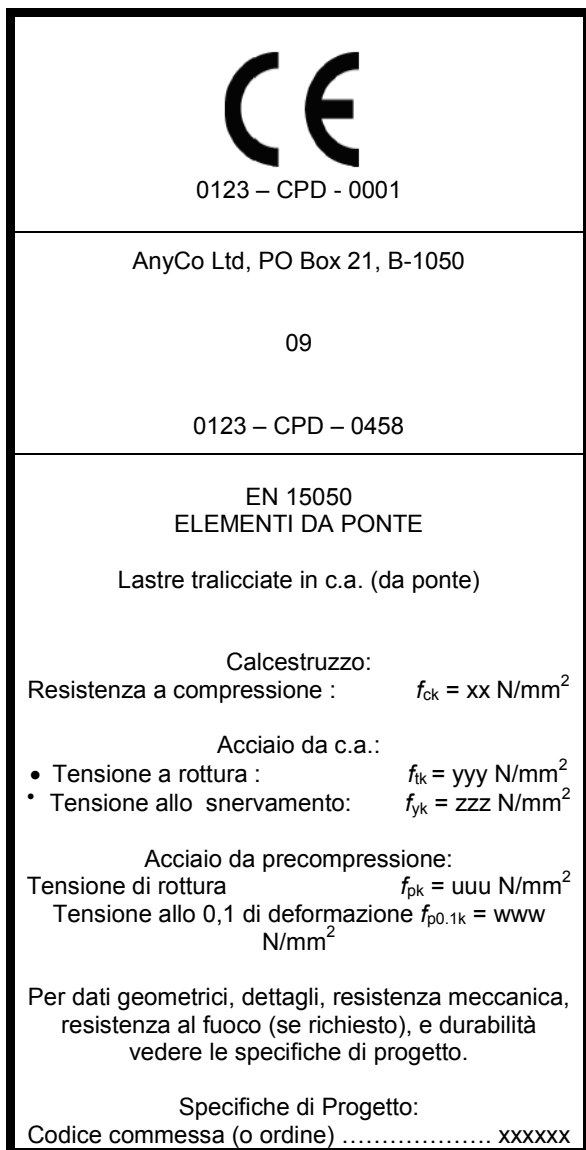 CE
0123 – CPD - 0001
AnyCo Ltd, PO Box 21, B-1050
09
0123 – CPD – 0458
EN 15050
ELEMENTI DA PONTE
Lastre tralicciate in c.a. (da ponte)
Calcestruzzo:
Resistenza a compressione : fck = xx N/mm²
Acciaio da c.a.:
• Tensione a rottura : ftk = yyy N/mm²
• Tensione allo snervamento: fyk = zzz N/mm²
Acciaio da precompressione:
Tensione di rottura fpk = uuu N/mm²
Tensione allo 0,1 di deformazione fp0.1k = www
N/mm²
Per dati geometrici, dettagli, resistenza meccanica,
resistenza al fuoco (se richiesto), e durabilità
vedere le specifiche di progetto.
Specifiche di Progetto:
Codice commessa (o ordine) ………………. xxxxxx